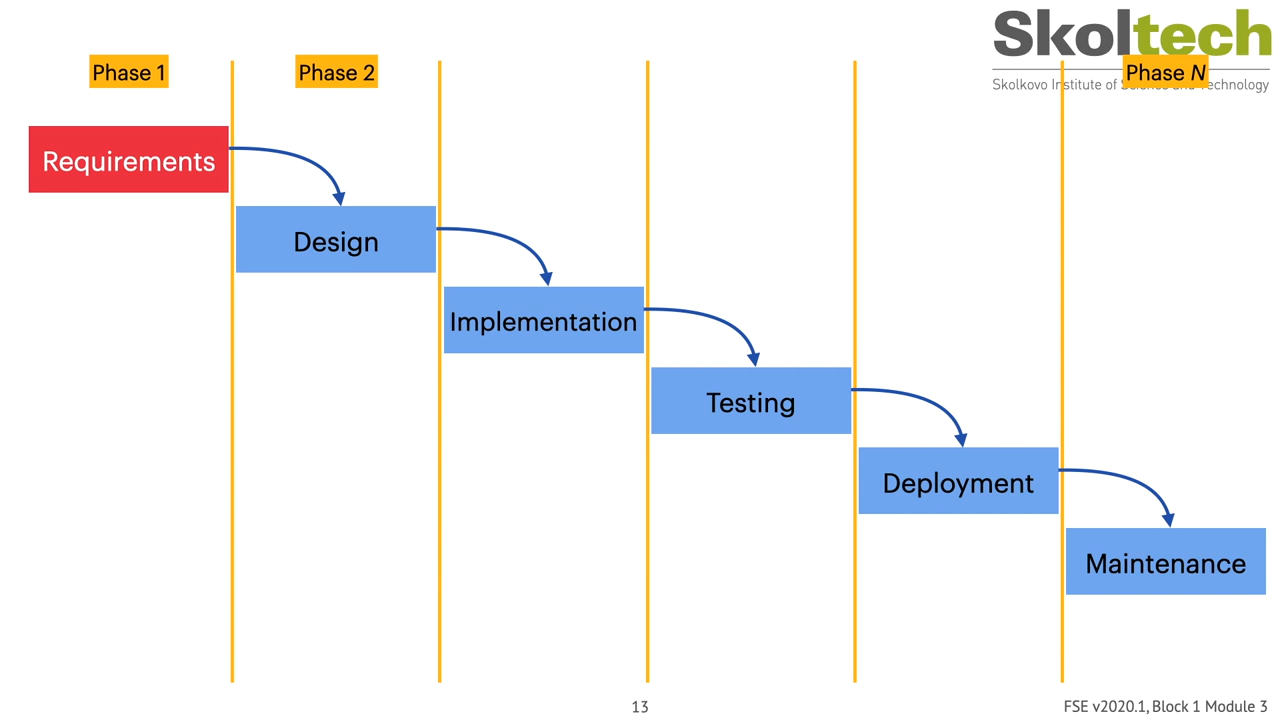 Skoltech
Skolkovo Institute of Science and Technology
Phase 1
Phase 2
Phase N
Requirements
Design
Implementation
Testing
Deployment
Maintenance
13
FSE v2020.1, Block 1 Module 3